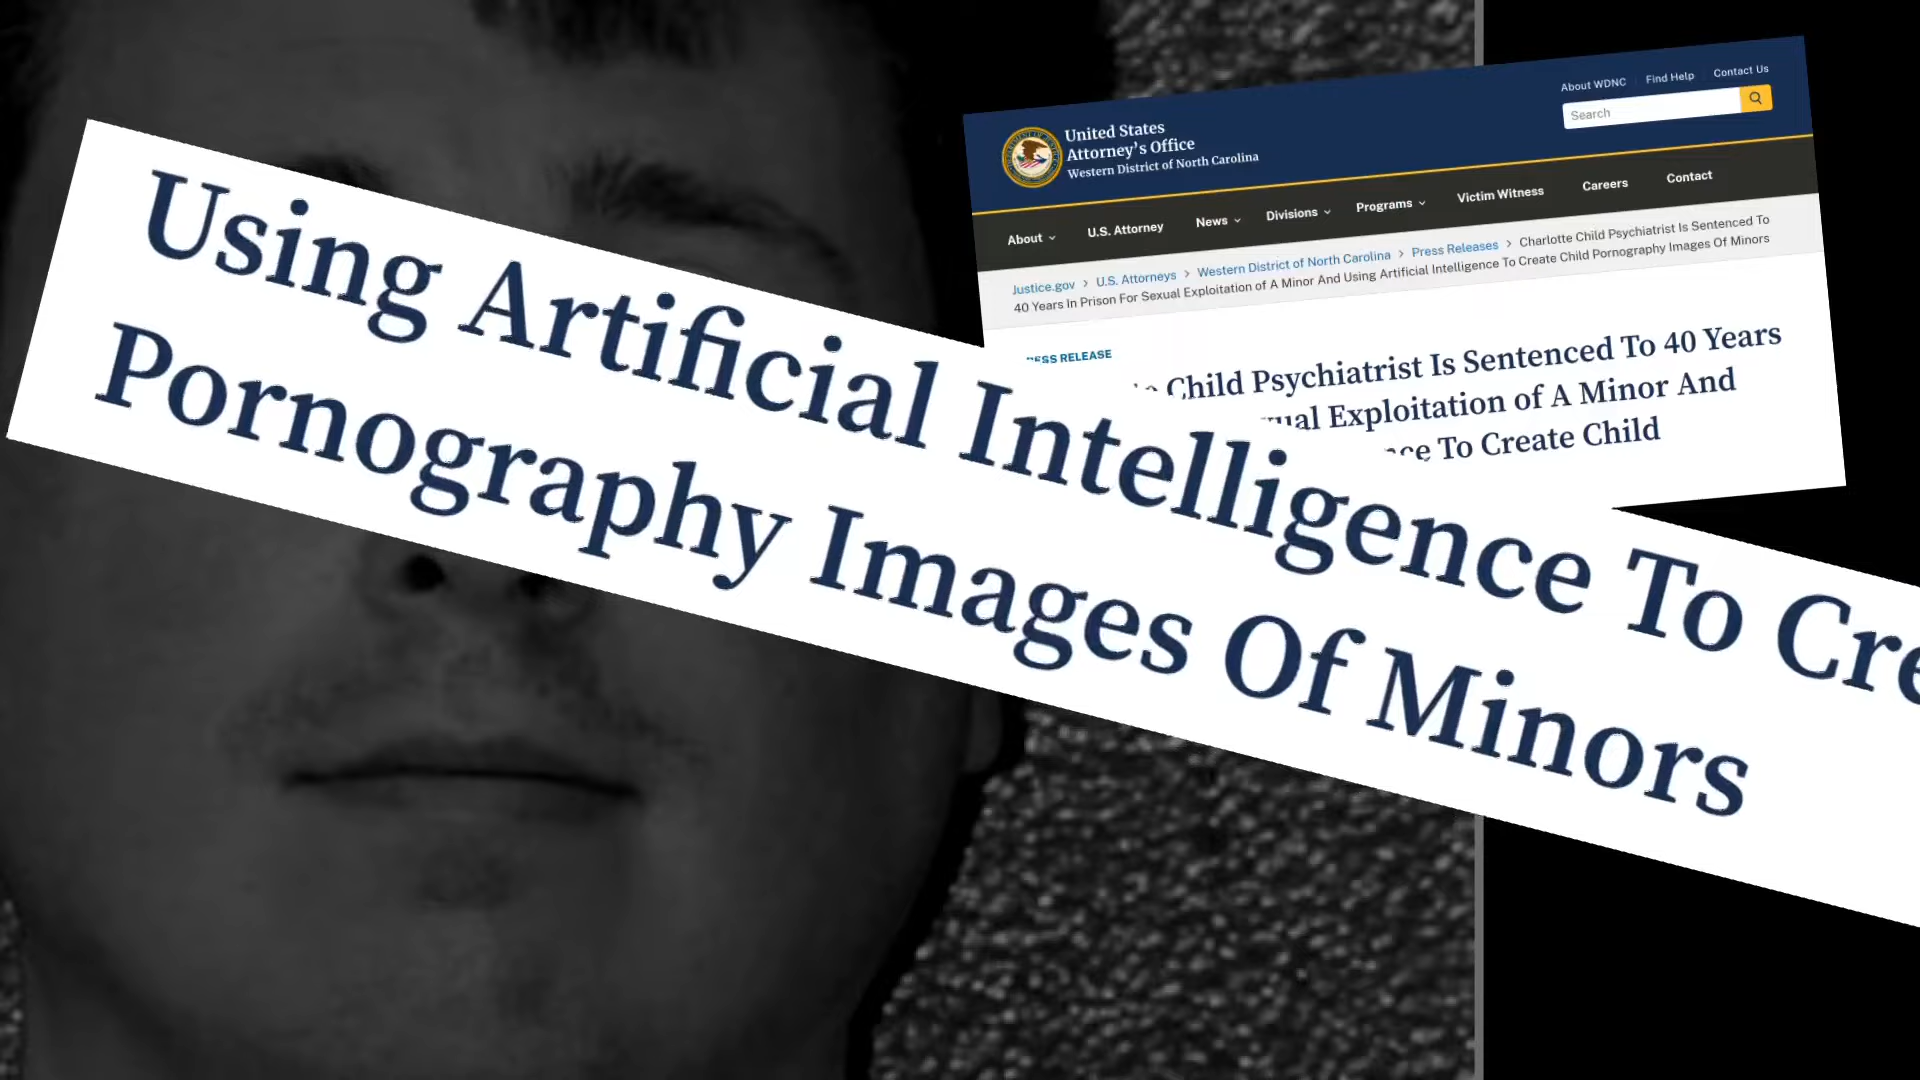 United States
Attorney's Office
Western District of North Carolina
About WDNC
Find Help
Contact Us
Search
About
U.S. Attorney
News
Divisions
Programs
Victim Witness
Careers
Contact
Justice.gov > U.S. Attorneys > Western District of North Carolina > Press Releases > Charlotte Child Psychiatrist Is Sentenced To
40 Years In Prison For Sexual Exploitation of A Minor And Using Artificial Intelligence To Create Child Pornography Images Of Minors
RELEASE
Child Psychiatrist Is Sentenced To 40 Years
Exploitation of A Minor And
To Create Child
Using Artificial Intelligence To Cre
Pornography Images Of Minors